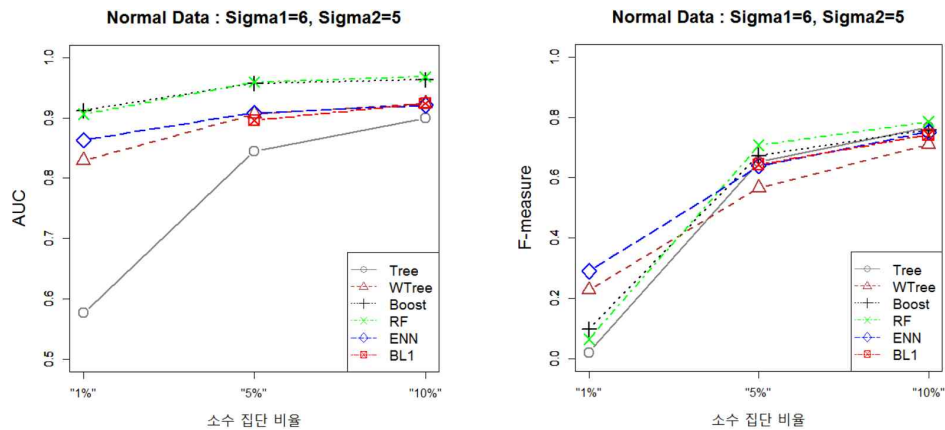 Normal Data : Sigma1=6, Sigma2=5
AUC
1.0
0.9
0.8
0.7
0.6
0.5
Tree
WTree
Boost
RF
ENN
BL1
"1%"
"5%"
"10%"
소수 집단 비율
Normal Data : Sigma1=6, Sigma2=5
F-measure
1.0
0.8
0.6
0.4
0.2
0.0
Tree
WTree
Boost
RF
ENN
BL1
"1%"
"5%"
"10%"
소수 집단 비율